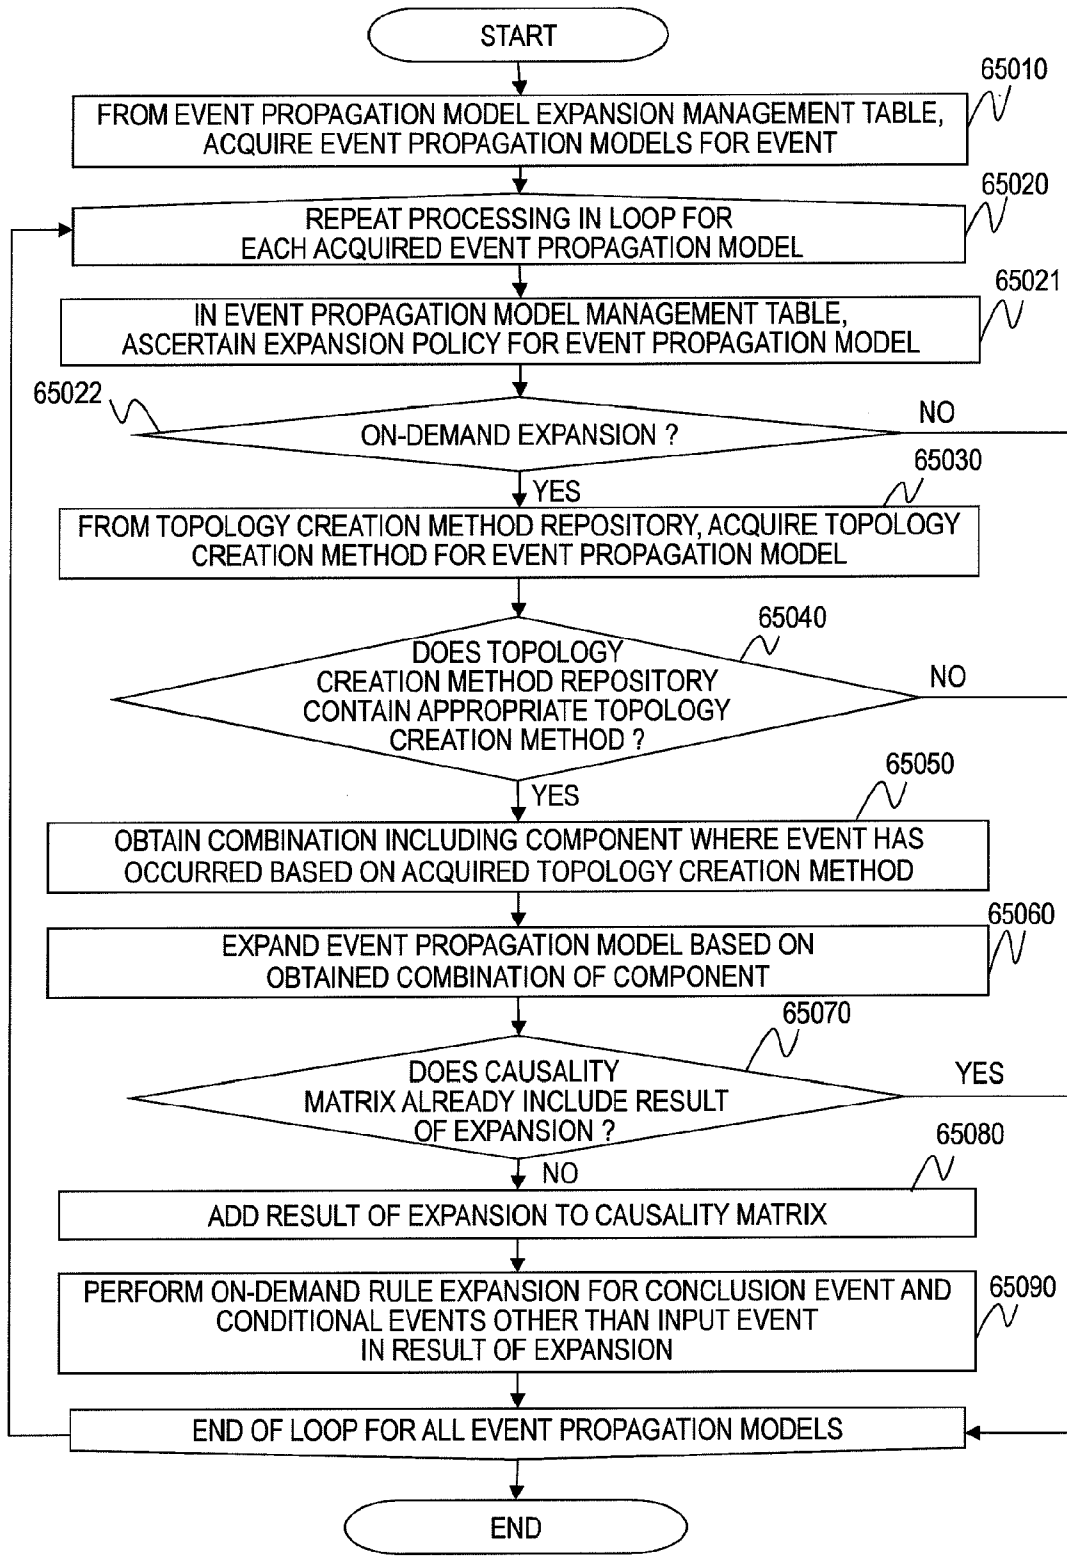 START
65010
FROM EVENT PROPAGATION MODEL EXPANSION MANAGEMENT TABLE,
ACQUIRE EVENT PROPAGATION MODELS FOR EVENT
65020
REPEAT PROCESSING IN LOOP FOR
EACH ACQUIRED EVENT PROPAGATION MODEL
65021
IN EVENT PROPAGATION MODEL MANAGEMENT TABLE,
ASCERTAIN EXPANSION POLICY FOR EVENT PROPAGATION MODEL
65022
ON-DEMAND EXPANSION ?
NO
YES
65030
FROM TOPOLOGY CREATION METHOD REPOSITORY, ACQUIRE TOPOLOGY
CREATION METHOD FOR EVENT PROPAGATION MODEL
65040
DOES TOPOLOGY
CREATION METHOD REPOSITORY
CONTAIN APPROPRIATE TOPOLOGY
CREATION METHOD ?
NO
YES
65050
OBTAIN COMBINATION INCLUDING COMPONENT WHERE EVENT HAS
OCCURRED BASED ON ACQUIRED TOPOLOGY CREATION METHOD
65060
EXPAND EVENT PROPAGATION MODEL BASED ON
OBTAINED COMBINATION OF COMPONENT
65070
DOES CAUSALITY
MATRIX ALREADY INCLUDE RESULT
OF EXPANSION ?
YES
NO
65080
ADD RESULT OF EXPANSION TO CAUSALITY MATRIX
65090
PERFORM ON-DEMAND RULE EXPANSION FOR CONCLUSION EVENT AND
CONDITIONAL EVENTS OTHER THAN INPUT EVENT
IN RESULT OF EXPANSION
END OF LOOP FOR ALL EVENT PROPAGATION MODELS
END